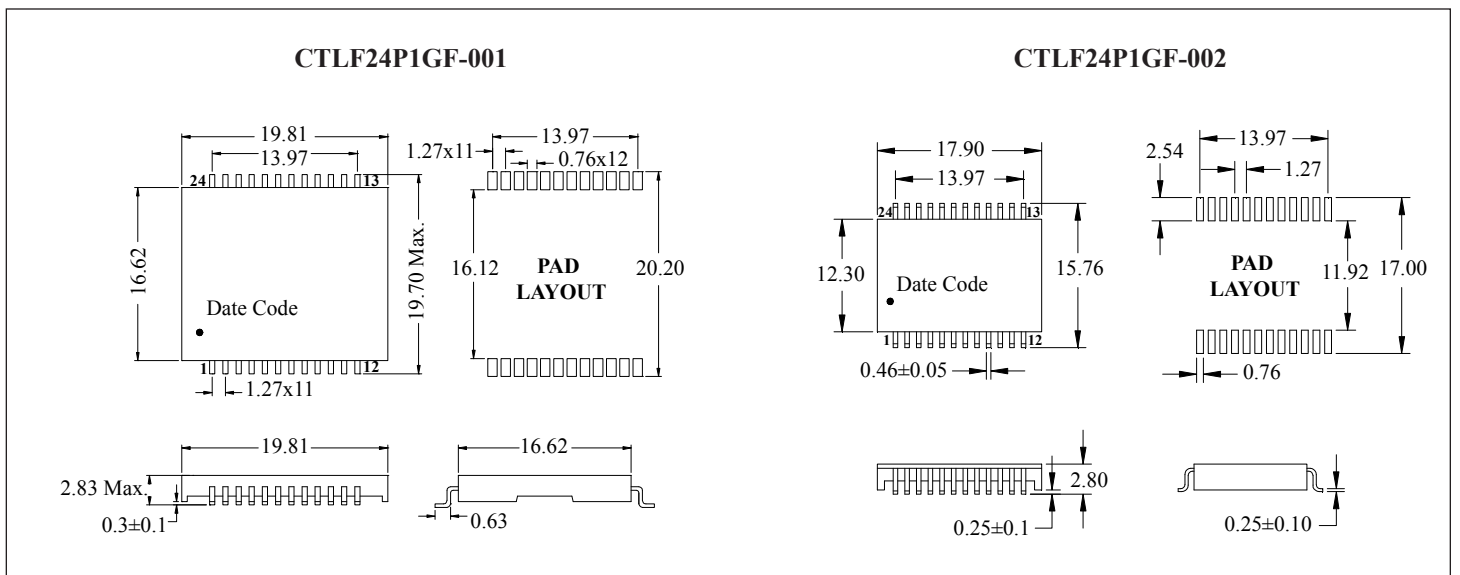 CTLF24P1GF-001
19.81
13.97
24
13
16.62
19.70 Max.
Date Code
1
12
1.27x11
13.97
1.27x11
0.76x12
16.12
PAD
LAYOUT
20.20
19.81
2.83 Max.
0.3±0.1
16.62
0.63
CTLF24P1GF-002
17.90
13.97
24
13
12.30
15.76
Date Code
1
12
0.46±0.05
13.97
2.54
1.27
PAD
LAYOUT
11.92
17.00
0.76
2.80
0.25±0.1
0.25±0.10